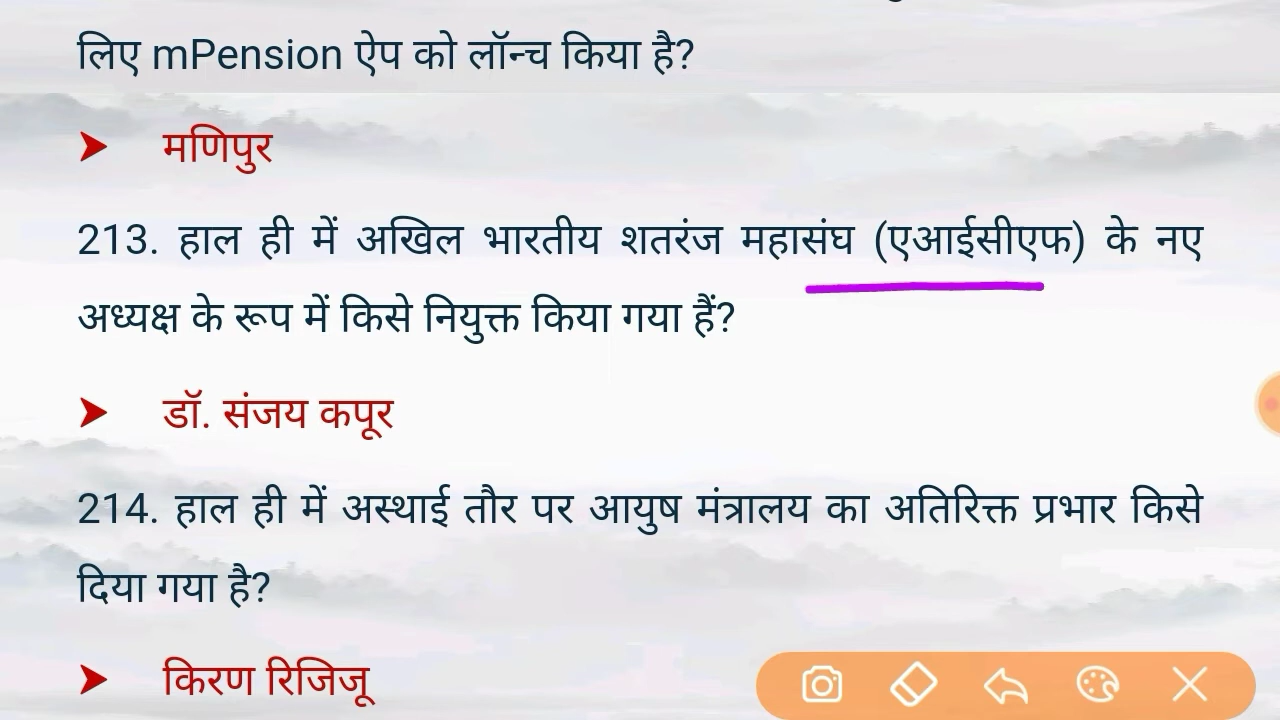 लिए mPension ऐप को लॉन्च किया है?
➤ मणिपुर
213. हाल ही में अखिल भारतीय शतरंज महासंघ (एआईसीएफ) के नए
अध्यक्ष के रूप में किसे नियुक्त किया गया हैं?
➤ डॉ. संजय कपूर
214. हाल ही में अस्थाई तौर पर आयुष मंत्रालय का अतिरिक्त प्रभार किसे
दिया गया है?
➤ किरण रिजिजू